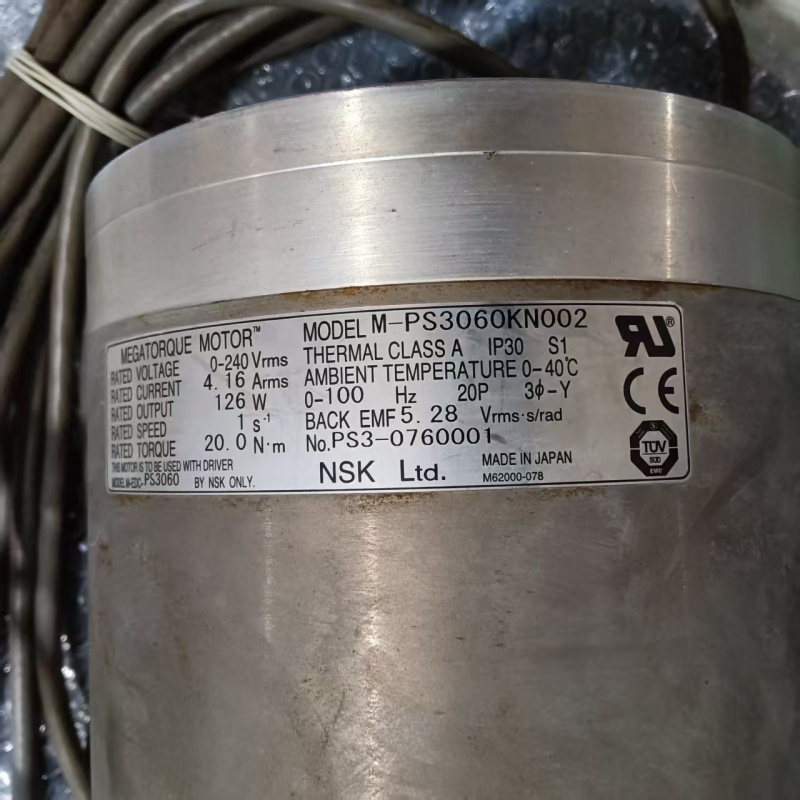 MEGATORQUE MOTOR™
RATED VOLTAGE 0-240 Vrms
RATED CURRENT 4.16 Arms
RATED OUTPUT 126 W
RATED SPEED 1 s⁻¹
RATED TORQUE 20.0 N·m
THIS MOTOR IS TO BE USED WITH DRIVER
MODEL M-EDC-PS3060 BY NSK ONLY.
MODEL M-PS3060KN002
THERMAL CLASS A IP30 S1
AMBIENT TEMPERATURE 0-40℃
0-100 Hz 20P 3ϕ-Y
BACK EMF 5.28 Vrms·s/rad
No.PS3-0760001
NSK Ltd. MADE IN JAPAN
M62000-078
RU®
CE
TÜV